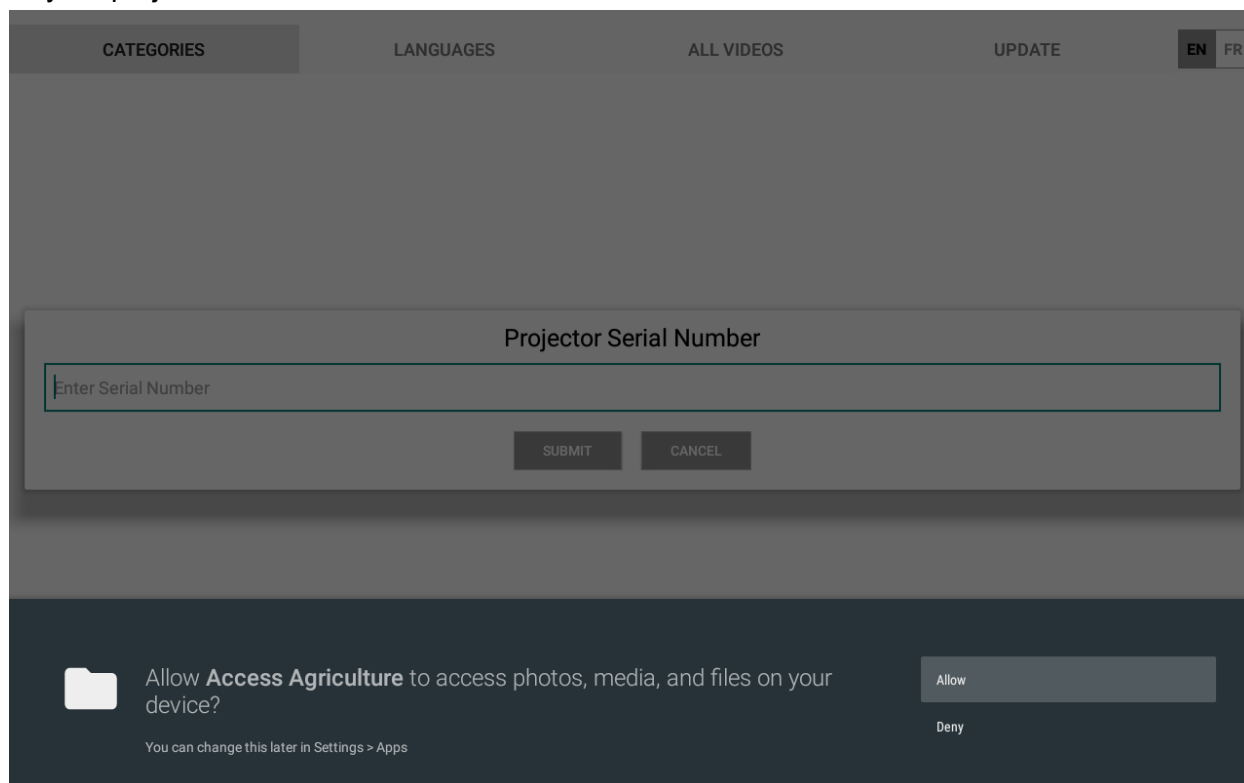 CATEGORIES
LANGUAGES
ALL VIDEOS
UPDATE
EN
FR
Projector Serial Number
Enter Serial Number
SUBMIT
CANCEL
Allow Access Agriculture to access photos, media, and files on your
device?
You can change this later in Settings > Apps
Allow
Deny